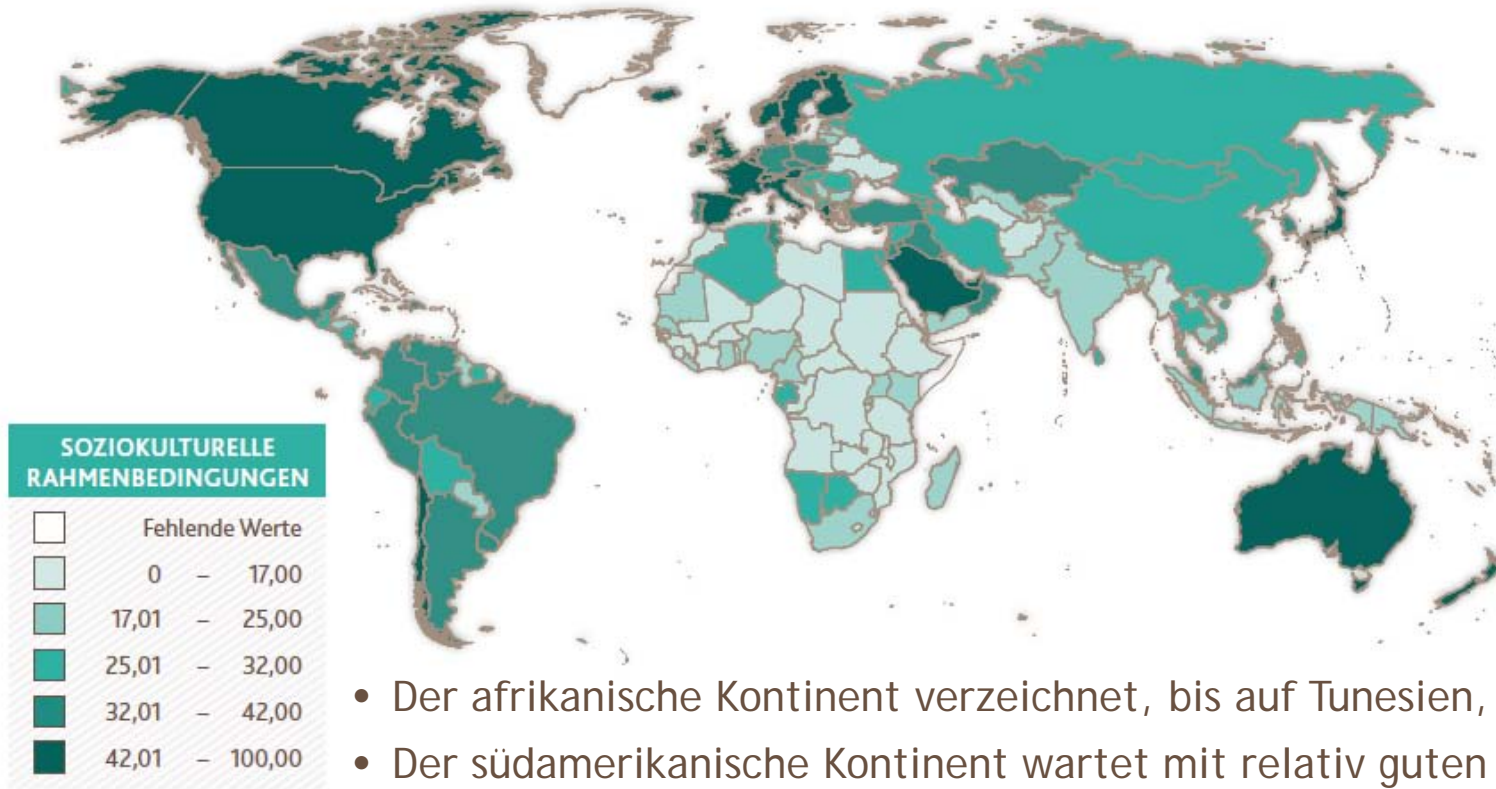 SOZIOKULTURELLE
RAHMENBEDINGUNGEN
Fehlende Werte
0 – 17,00
17,01 – 25,00
25,01 – 32,00
32,01 – 42,00
42,01 – 100,00
• Der afrikanische Kontinent verzeichnet, bis auf Tunesien,
• Der südamerikanische Kontinent wartet mit relativ guten